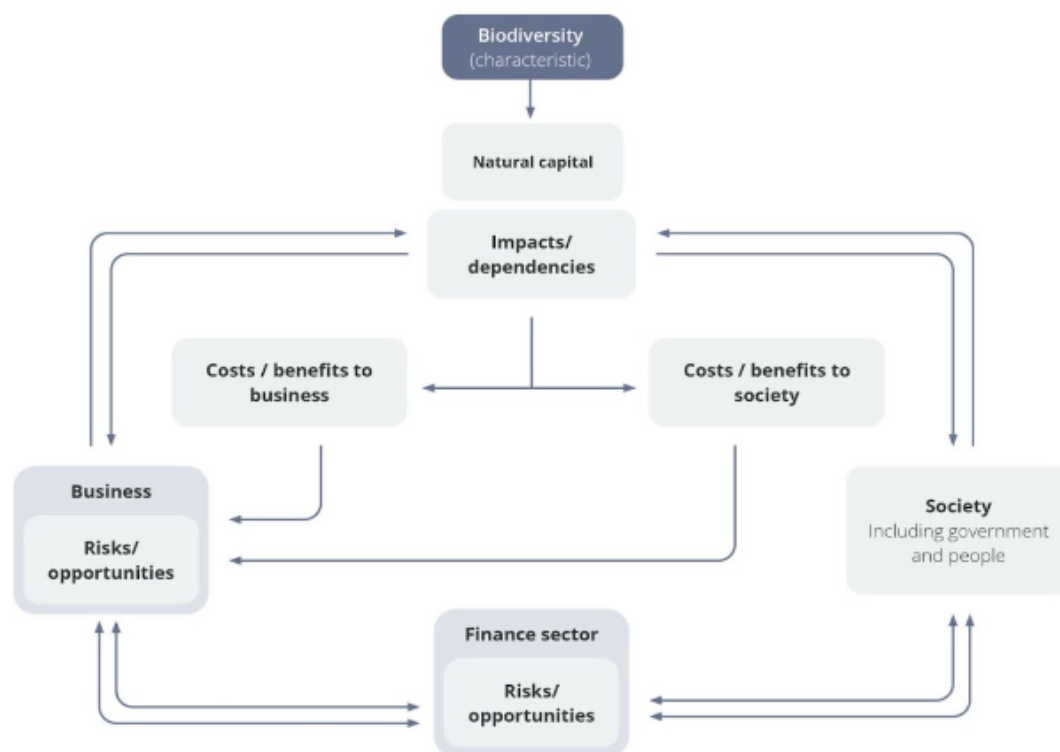 Biodiversity
(characteristic)
Natural capital
Impacts/
dependencies
Costs / benefits to
business
Costs / benefits to
society
Business
Risks/
opportunities
Society
Including government
and people
Finance sector
Risks/
opportunities